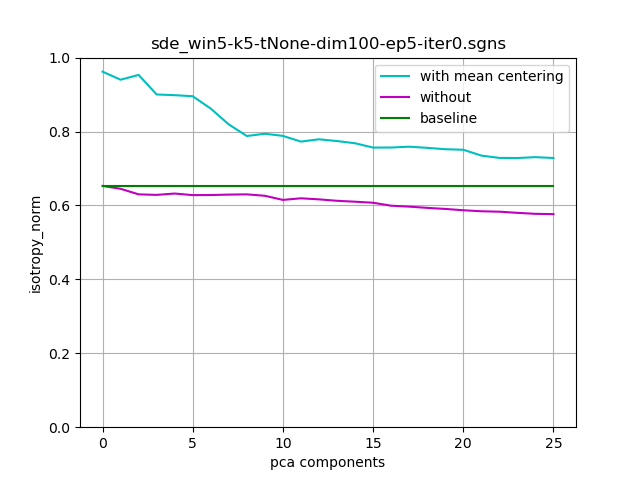 sde_win5-k5-tNone-dim100-ep5-iter0.sgns
with mean centering
without
baseline
isotropy_norm
1.0
0.8
0.6
0.4
0.2
0.0
0 5 10 15 20 25
pca components